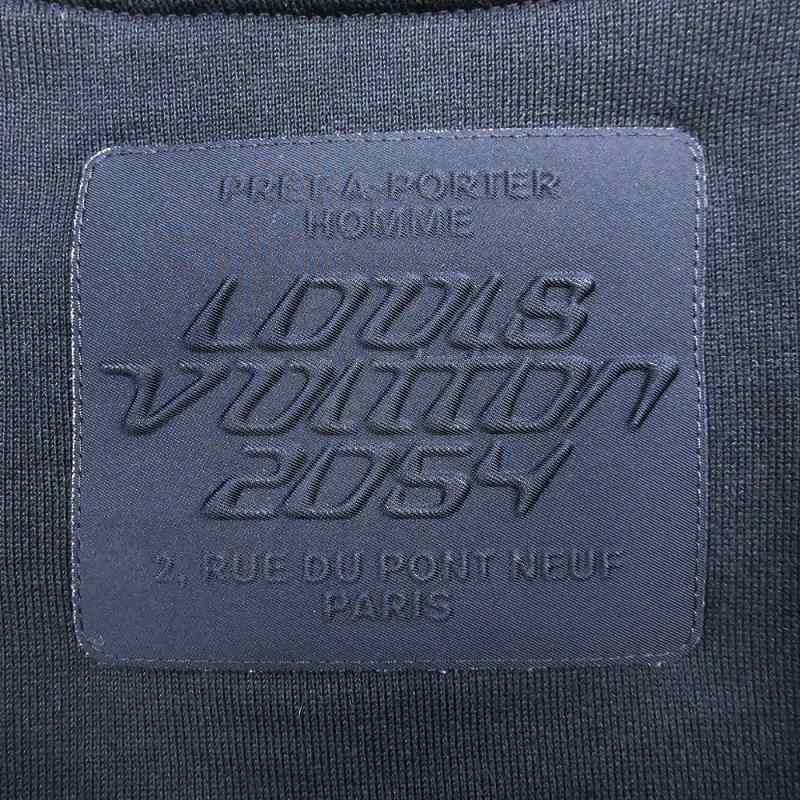 PRET-A-PORTER
HOMME
LOUIS
VUITTON
2054
2, RUE DU PONT NEUF
PARIS